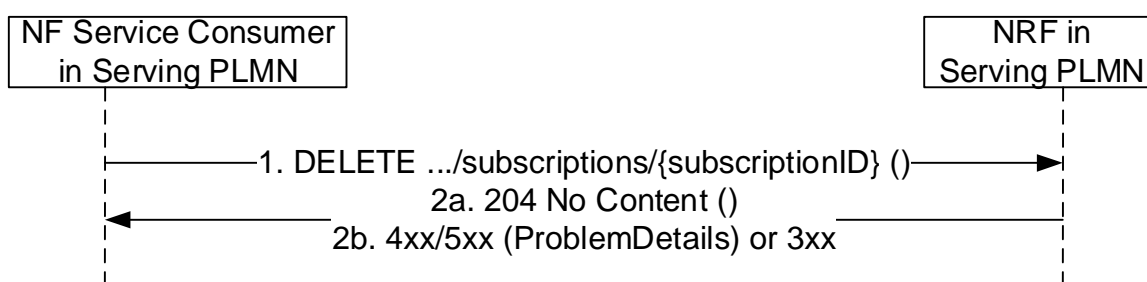 NF Service Consumer
in Serving PLMN
NRF in
Serving PLMN
1. DELETE .../subscriptions/{subscriptionID} ()
2a. 204 No Content ()
2b. 4xx/5xx (ProblemDetails) or 3xx